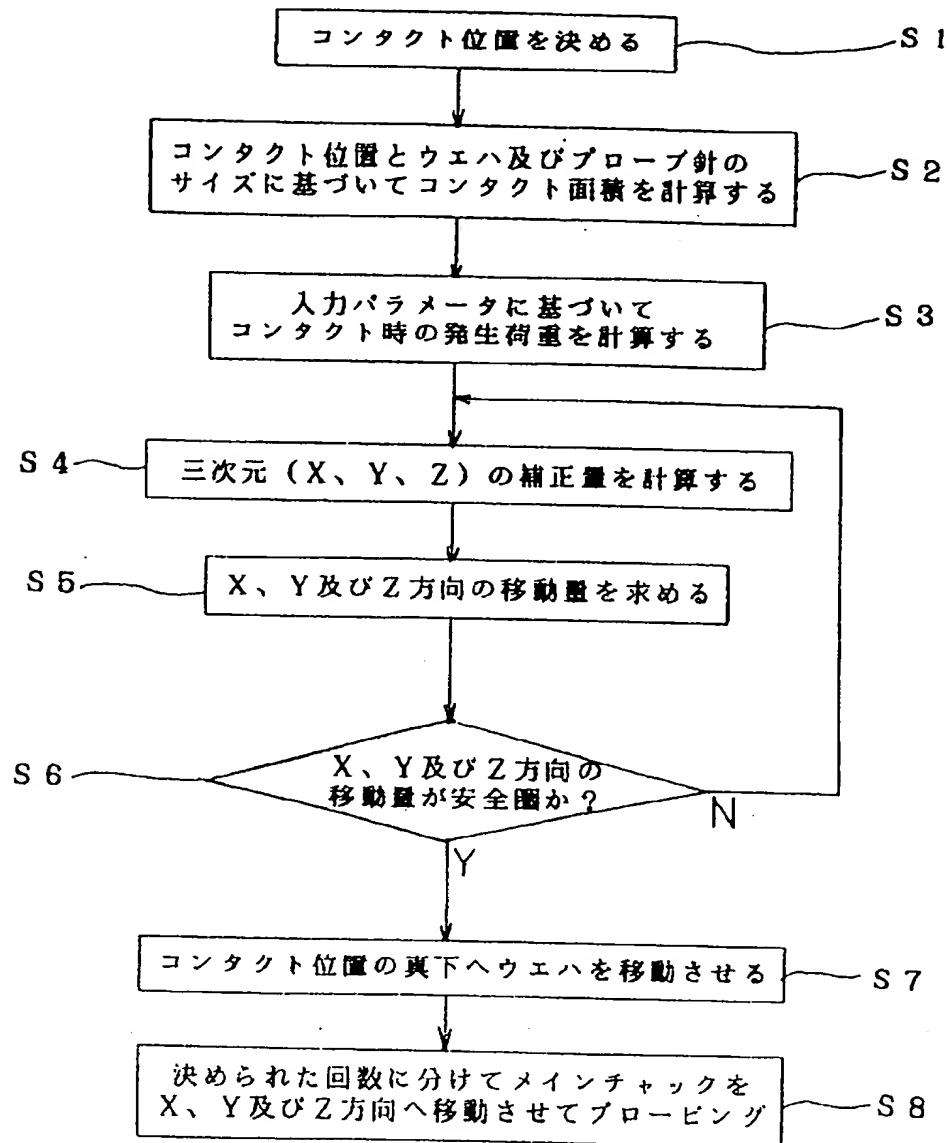 コンタクト位置を決める
S1
コンタクト位置とウエハ及びプローブ針の
サイズに基づいてコンタクト面積を計算する
S2
入力パラメータに基づいて
コンタクト時の発生荷重を計算する
S3
S4
三次元(X、Y、Z)の補正量を計算する
S5
X、Y及びZ方向の移動量を求める
S6
X、Y及びZ方向の
移動量が安全圏か?
N
Y
コンタクト位置の真下へウエハを移動させる
S7
決められた回数に分けてメインチャックを
X、Y及びZ方向へ移動させてプロービング
S8